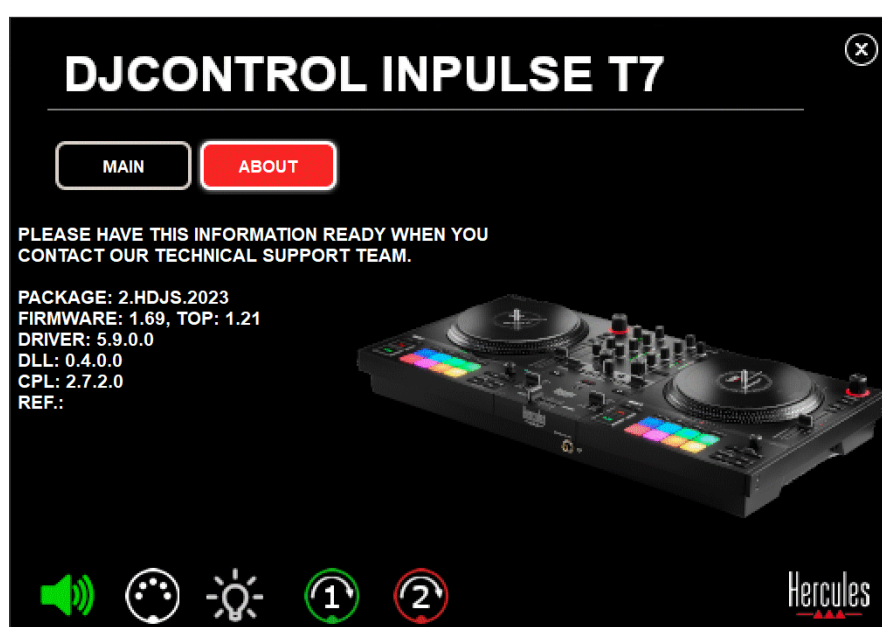 DJCONTROL INPULSE T7
X
MAIN
ABOUT
PLEASE HAVE THIS INFORMATION READY WHEN YOU
CONTACT OUR TECHNICAL SUPPORT TEAM.
PACKAGE: 2.HDJS.2023
FIRMWARE: 1.69, TOP: 1.21
DRIVER: 5.9.0.0
DLL: 0.4.0.0
CPL: 2.7.2.0
REF.:
1
2
Hercules